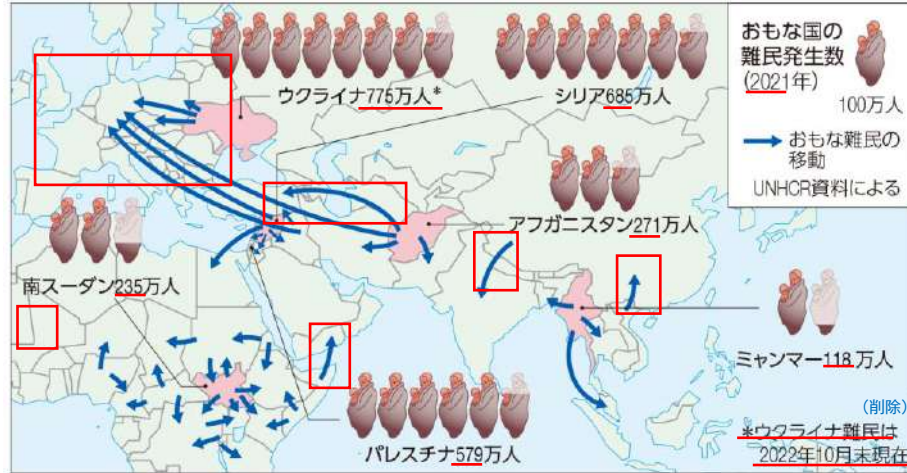 おもな国の
難民発生数
(2021年)
100万人
おもな難民の
移動
UNHCR資料による
ウクライナ775万人*
シリア685万人
アフガニスタン271万人
南スーダン235万人
ミャンマー118万人
パレスチナ579万人
(削除)
*ウクライナ難民は
2022年10月末現在